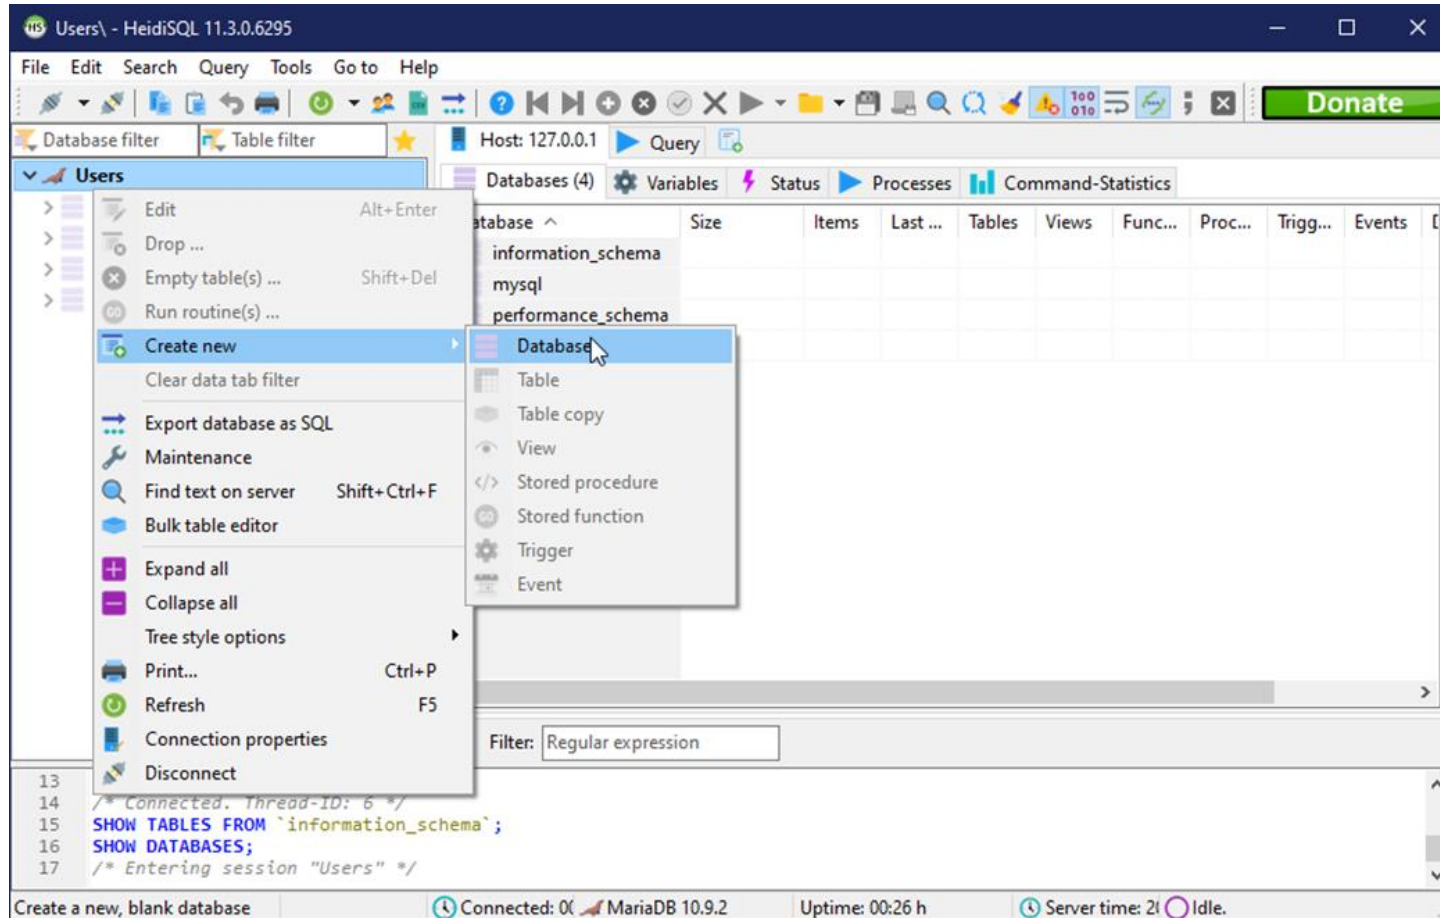 Users\ - HeidiSQL 11.3.0.6295
File Edit Search Query Tools Go to Help
Donate
Database filter Table filter Host: 127.0.0.1 Query
Users
Databases (4) Variables Status Processes Command-Statistics
Size Items Last ... Tables Views Func... Proc... Trigg... Events
information_schema
mysql
performance_schema
Edit Alt+Enter
Drop ...
Empty table(s) ... Shift+Del
Run routine(s) ...
Create new
Clear data tab filter
Export database as SQL
Maintenance
Find text on server Shift+Ctrl+F
Bulk table editor
Expand all
Collapse all
Tree style options
Print... Ctrl+P
Refresh F5
Connection properties
Disconnect
Database
Table
Table copy
View
Stored procedure
Stored function
Trigger
Event
Filter: Regular expression
13
14 /* Connected. Thread-ID: 6 */
15 SHOW TABLES FROM `information_schema`;
16 SHOW DATABASES;
17 /* Entering session "Users" */
Create a new, blank database Connected: 00 MariaDB 10.9.2 Uptime: 00:26 h Server time: 2 Idle.